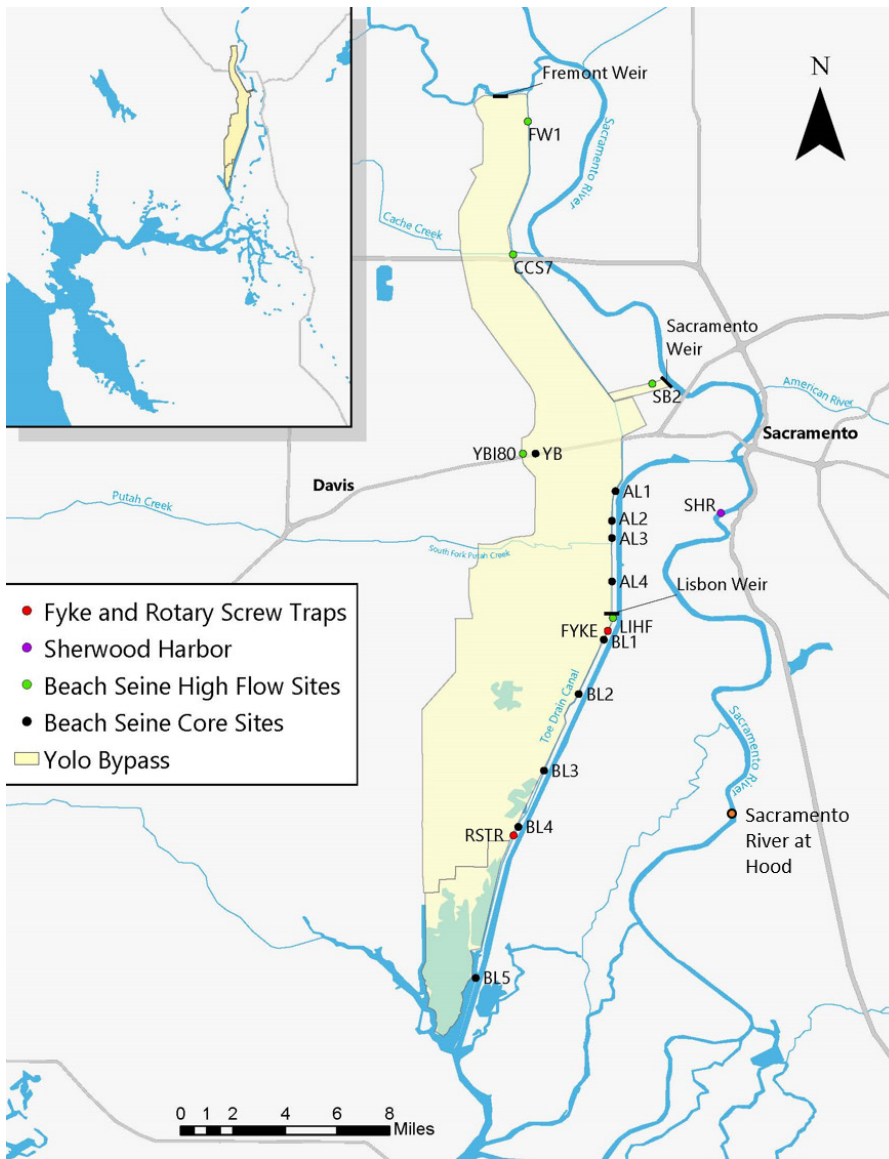 Fremont Weir
N
FW1
Sacramento River
Cache Creek
CCS7
Sacramento
Weir
SB2
American River
Sacramento
YBI80
YB
Davis
AL1
Putah Creek
SHR
AL2
AL3
South Fork Putah Creek
AL4
Lisbon Weir
Fyke and Rotary Screw Traps
Sherwood Harbor
Beach Seine High Flow Sites
Beach Seine Core Sites
Yolo Bypass
FYKE
LIHF
BL1
Toe Drain Canal
BL2
Sacramento River
BL3
BL4
RSTR
Sacramento
River at
Hood
BL5
0 1 2 4 6 8
Miles